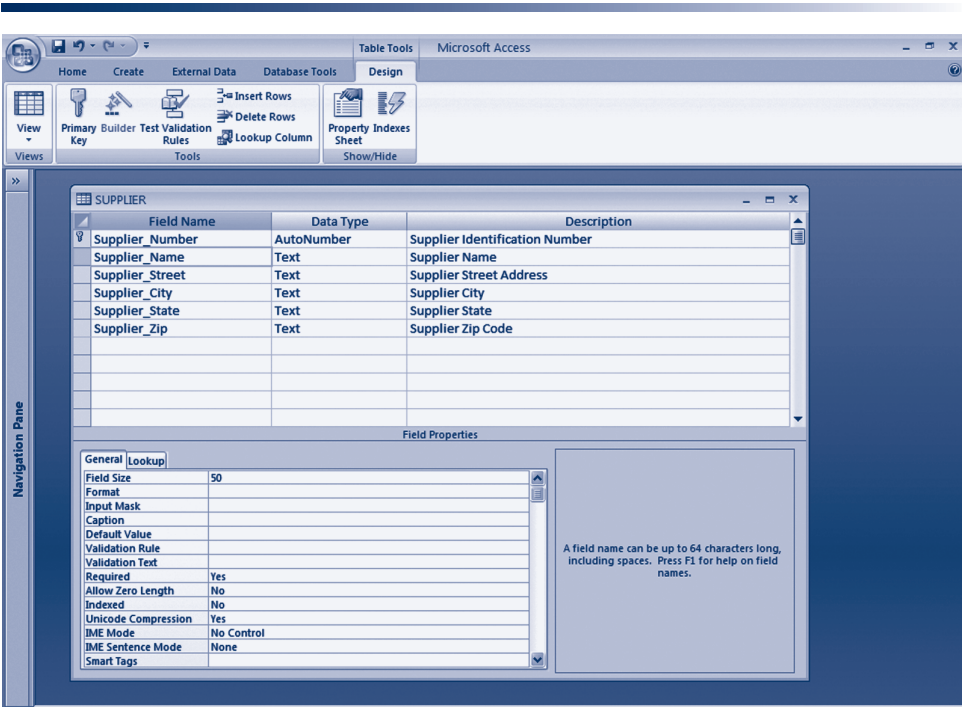 Table Tools Microsoft Access
Home Create External Data Database Tools Design
View
Primary Key
Builder
Test Validation Rules
Insert Rows
Delete Rows
Lookup Column
Property Sheet
Indexes
Views Tools Show/Hide
»
Navigation Pane
SUPPLIER
Field Name Data Type Description
Supplier_Number AutoNumber Supplier Identification Number
Supplier_Name Text Supplier Name
Supplier_Street Text Supplier Street Address
Supplier_City Text Supplier City
Supplier_State Text Supplier State
Supplier_Zip Text Supplier Zip Code
Field Properties
General Lookup
Field Size 50
Format
Input Mask
Caption
Default Value
Validation Rule
Validation Text
Required Yes
Allow Zero Length No
Indexed No
Unicode Compression Yes
IME Mode No Control
IME Sentence Mode None
Smart Tags
A field name can be up to 64 characters long,
including spaces. Press F1 for help on field
names.